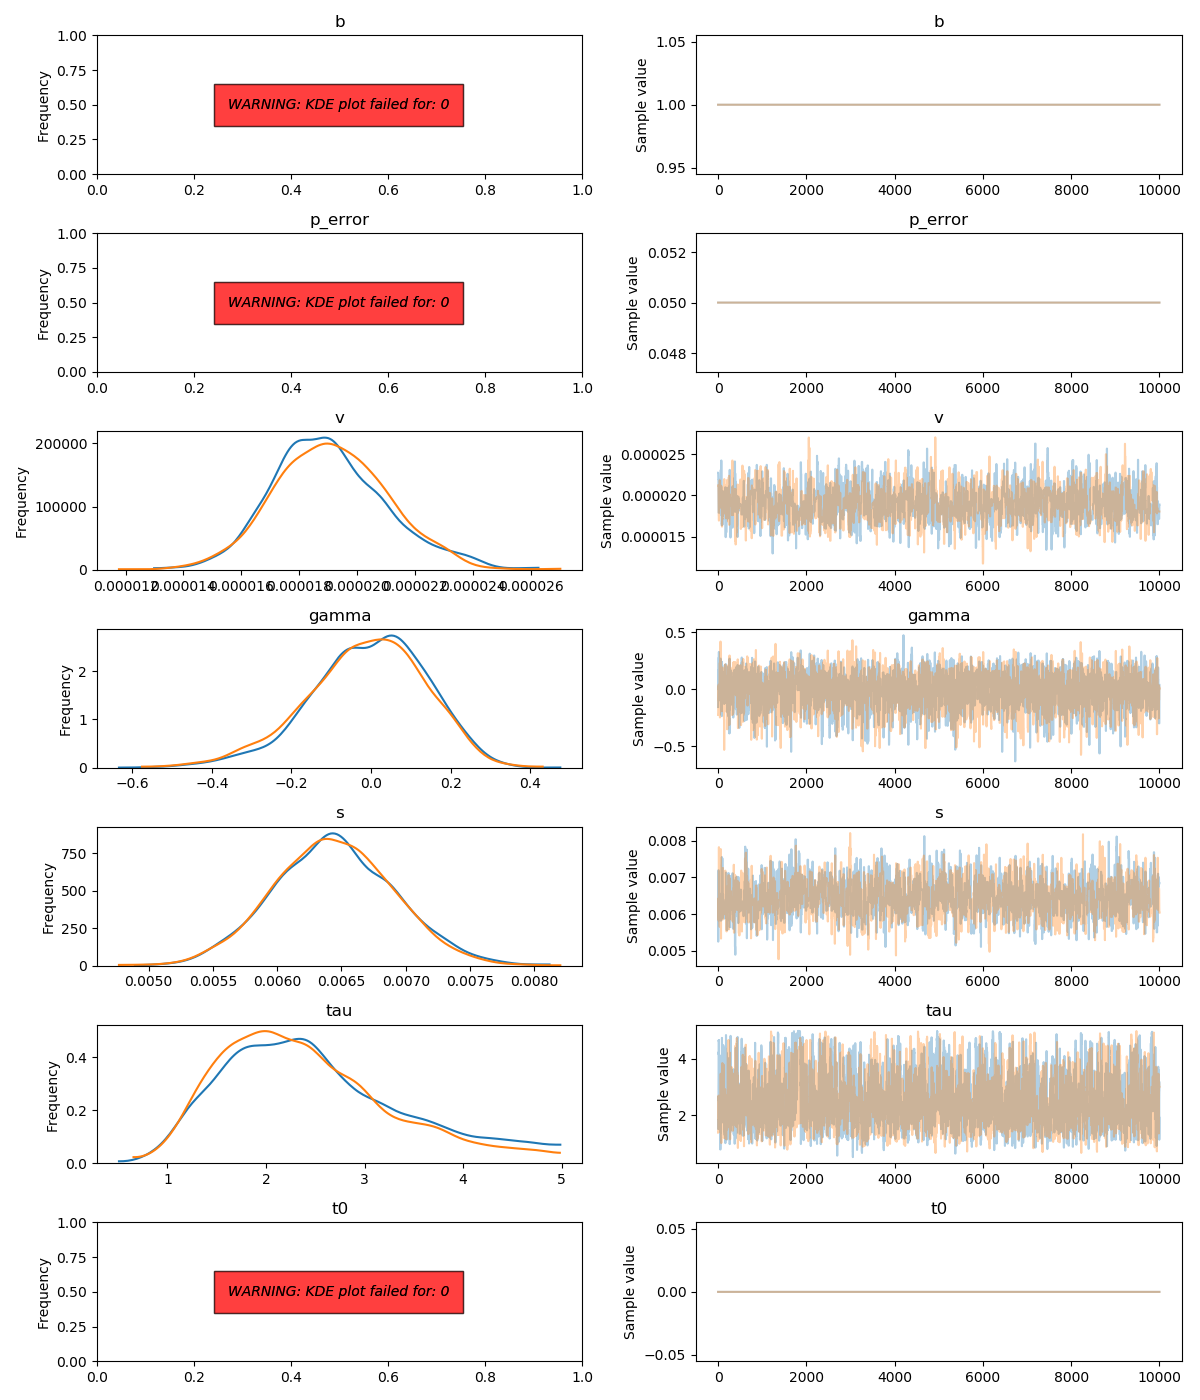 b
b
Frequency
1.00
0.75
0.50
0.25
0.00
WARNING: KDE plot failed for: 0
0.0 0.2 0.4 0.6 0.8 1.0
Sample value
1.05
1.00
0.95
0 2000 4000 6000 8000 10000
p_error
p_error
Frequency
1.00
0.75
0.50
0.25
0.00
WARNING: KDE plot failed for: 0
0.0 0.2 0.4 0.6 0.8 1.0
Sample value
0.052
0.050
0.048
0 2000 4000 6000 8000 10000
v
v
Frequency
200000
100000
0
0.000012 0.000014 0.000016 0.000018 0.000020 0.000022 0.000024 0.000026
Sample value
0.000025
0.000020
0.000015
0 2000 4000 6000 8000 10000
gamma
gamma
Frequency
2
1
0
−0.6 −0.4 −0.2 0.0 0.2 0.4
Sample value
0.5
0.0
−0.5
0 2000 4000 6000 8000 10000
s
s
Frequency
750
500
250
0
0.0050 0.0055 0.0060 0.0065 0.0070 0.0075 0.0080
Sample value
0.008
0.007
0.006
0.005
0 2000 4000 6000 8000 10000
tau
tau
Frequency
0.4
0.2
0.0
1 2 3 4 5
Sample value
4
2
0 2000 4000 6000 8000 10000
t0
t0
Frequency
1.00
0.75
0.50
0.25
0.00
WARNING: KDE plot failed for: 0
0.0 0.2 0.4 0.6 0.8 1.0
Sample value
0.05
0.00
−0.05
0 2000 4000 6000 8000 10000